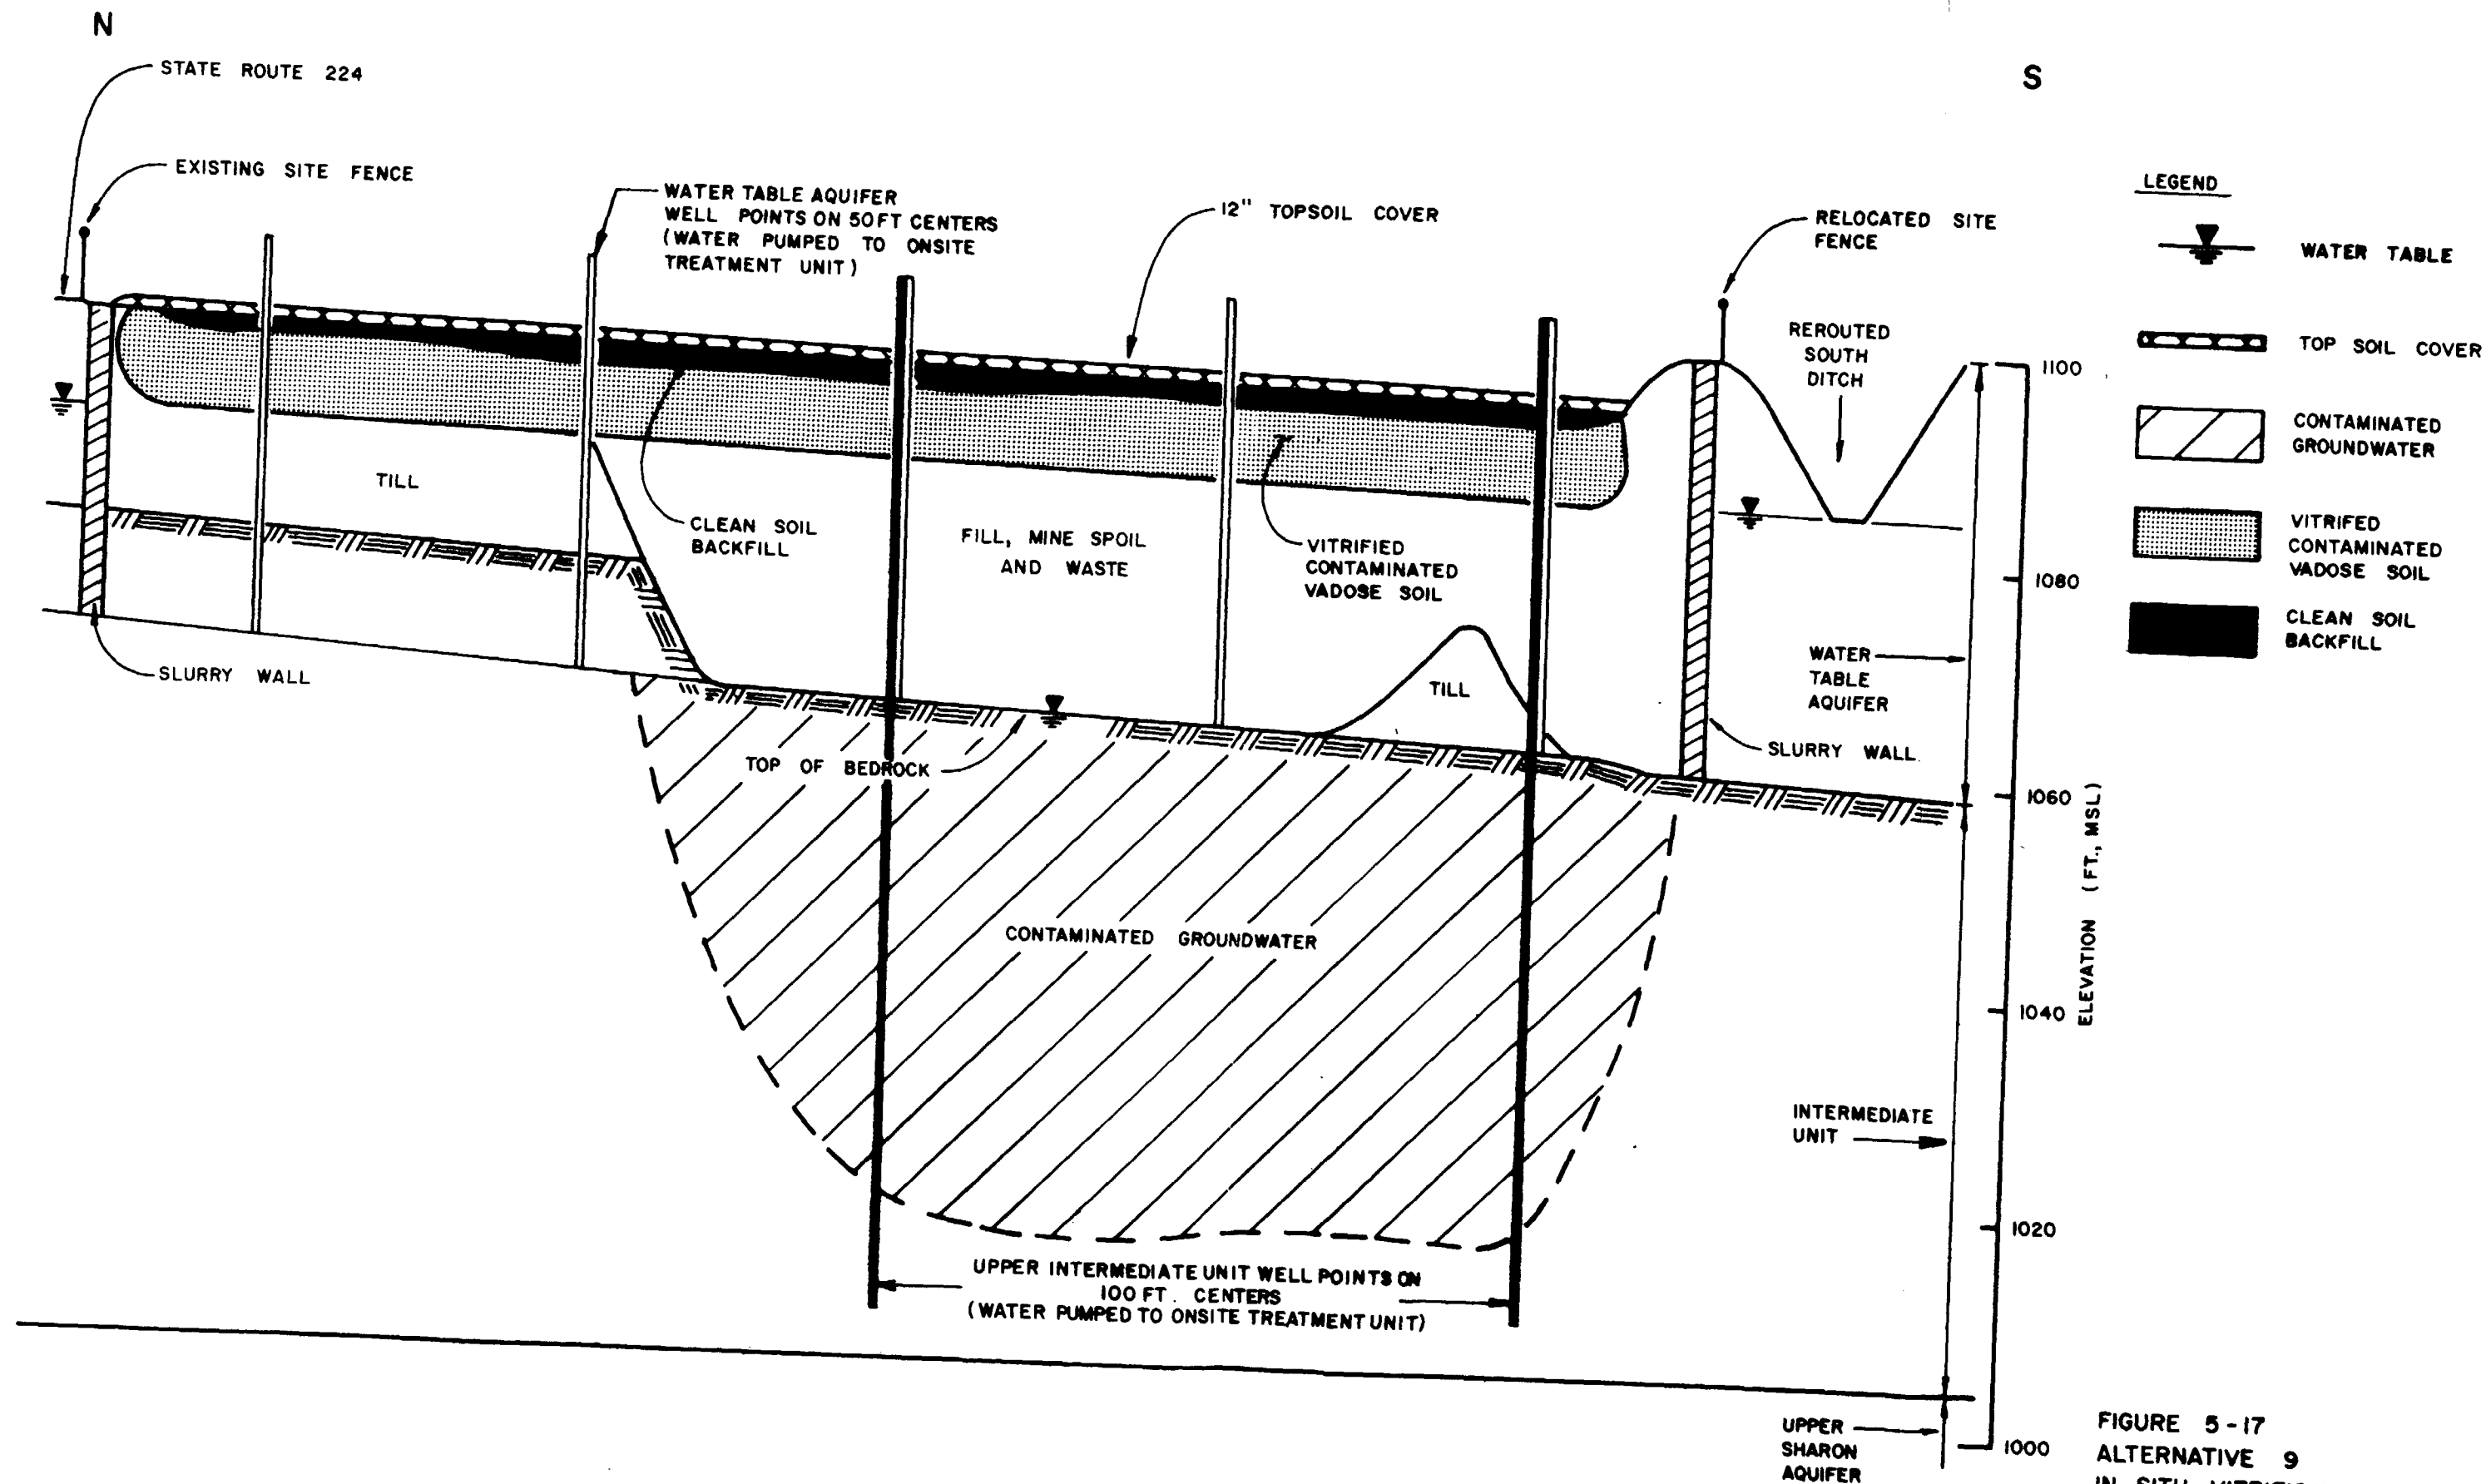 N
S
STATE ROUTE 224
EXISTING SITE FENCE
WATER TABLE AQUIFER
WELL POINTS ON 50FT CENTERS
(WATER PUMPED TO ONSITE
TREATMENT UNIT)
12" TOPSOIL COVER
RELOCATED SITE
FENCE
REROUTED
SOUTH
DITCH
LEGEND
WATER TABLE
TOP SOIL COVER
CONTAMINATED
GROUNDWATER
VITRIFED
CONTAMINATED
VADOSE SOIL
CLEAN SOIL
BACKFILL
TILL
CLEAN SOIL
BACKFILL
FILL, MINE SPOIL
AND WASTE
VITRIFIED
CONTAMINATED
VADOSE SOIL
TILL
SLURRY WALL
TOP OF BEDROCK
WATER
TABLE
AQUIFER
SLURRY WALL
CONTAMINATED GROUNDWATER
INTERMEDIATE
UNIT
UPPER INTERMEDIATE UNIT WELL POINTS ON
100 FT. CENTERS
(WATER PUMPED TO ONSITE TREATMENT UNIT)
UPPER
SHARON
AQUIFER
1100
1080
1060
1040
1020
1000
ELEVATION (FT., MSL)
FIGURE 5-17
ALTERNATIVE 9
IN SITU